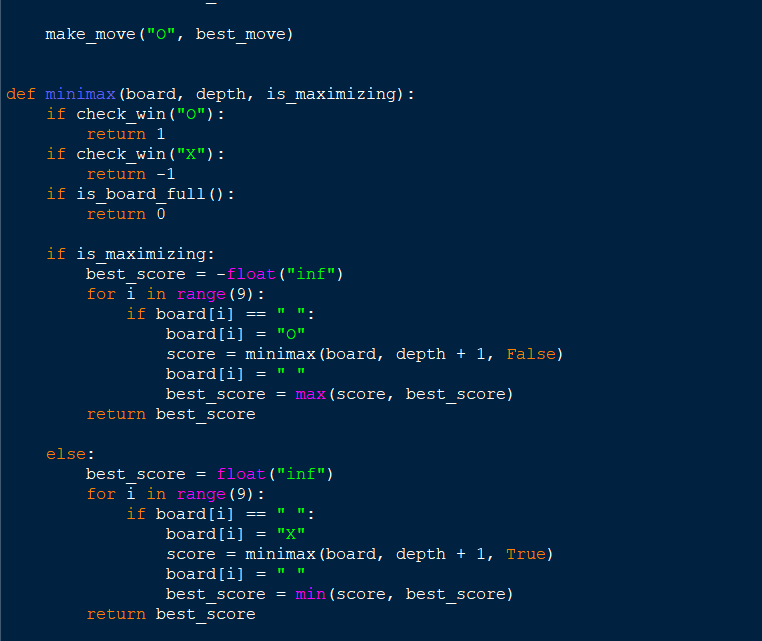 make_move("O", best_move)


def minimax(board, depth, is_maximizing):
    if check_win("O"):
        return 1
    if check_win("X"):
        return -1
    if is_board_full():
        return 0

    if is_maximizing:
        best_score = -float("inf")
        for i in range(9):
            if board[i] == " ":
                board[i] = "O"
                score = minimax(board, depth + 1, False)
                board[i] = " "
                best_score = max(score, best_score)
        return best_score

    else:
        best_score = float("inf")
        for i in range(9):
            if board[i] == " ":
                board[i] = "X"
                score = minimax(board, depth + 1, True)
                board[i] = " "
                best_score = min(score, best_score)
        return best_score